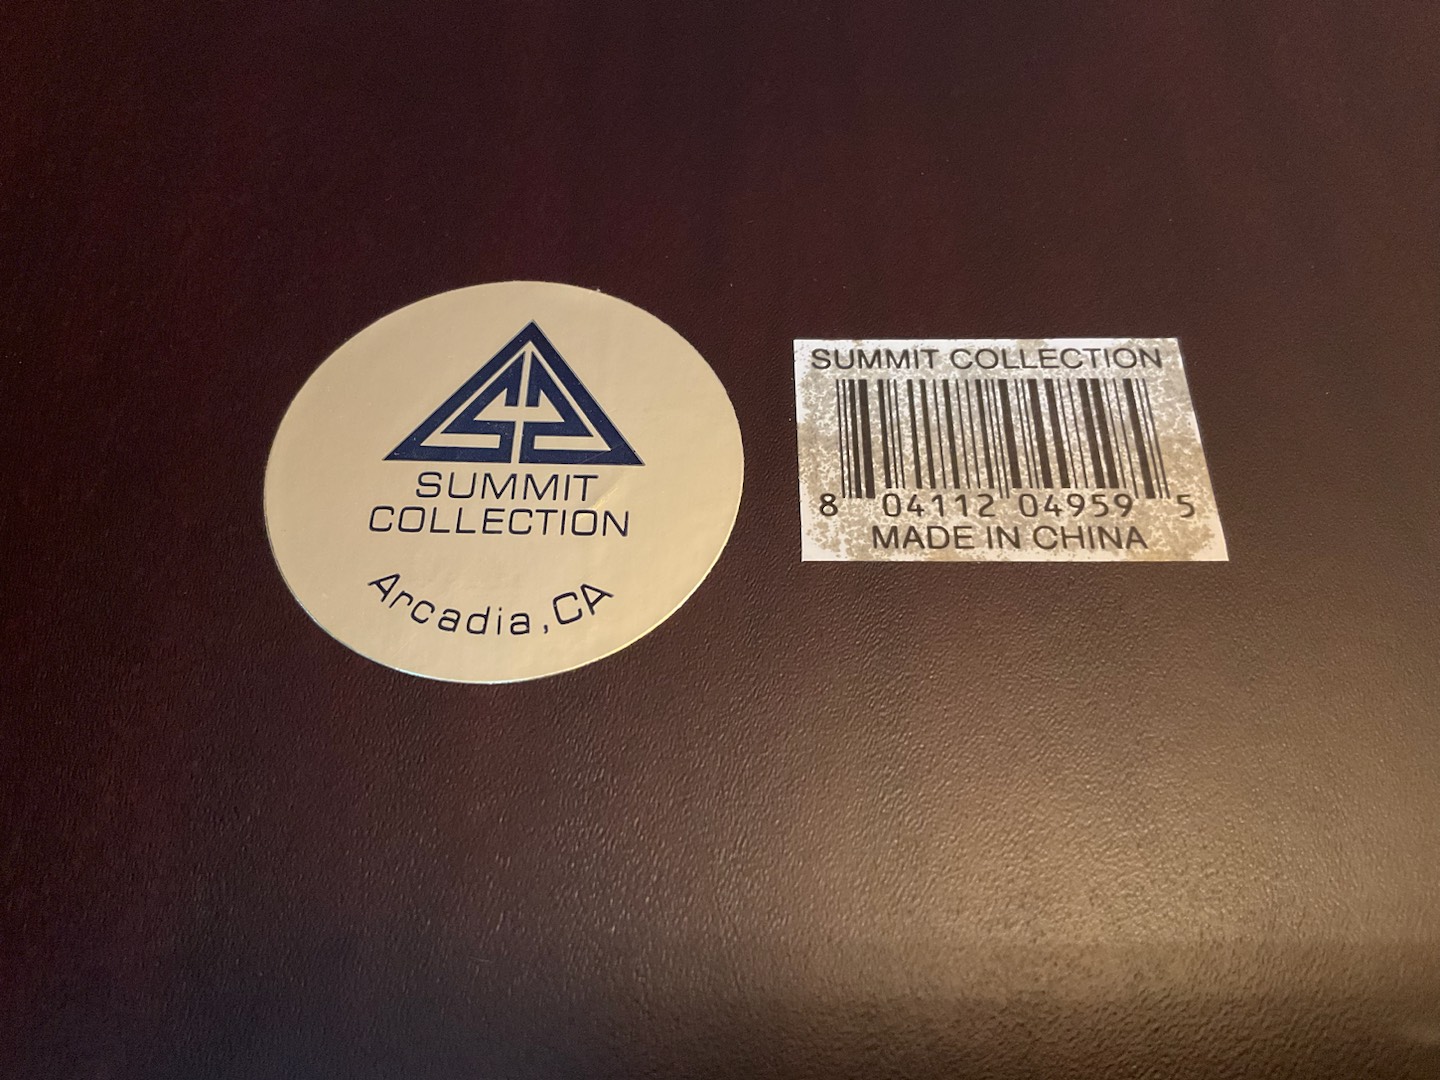 SUMMIT
COLLECTION
Arcadia, CA
SUMMIT COLLECTION
8 04112 04959 5
MADE IN CHINA